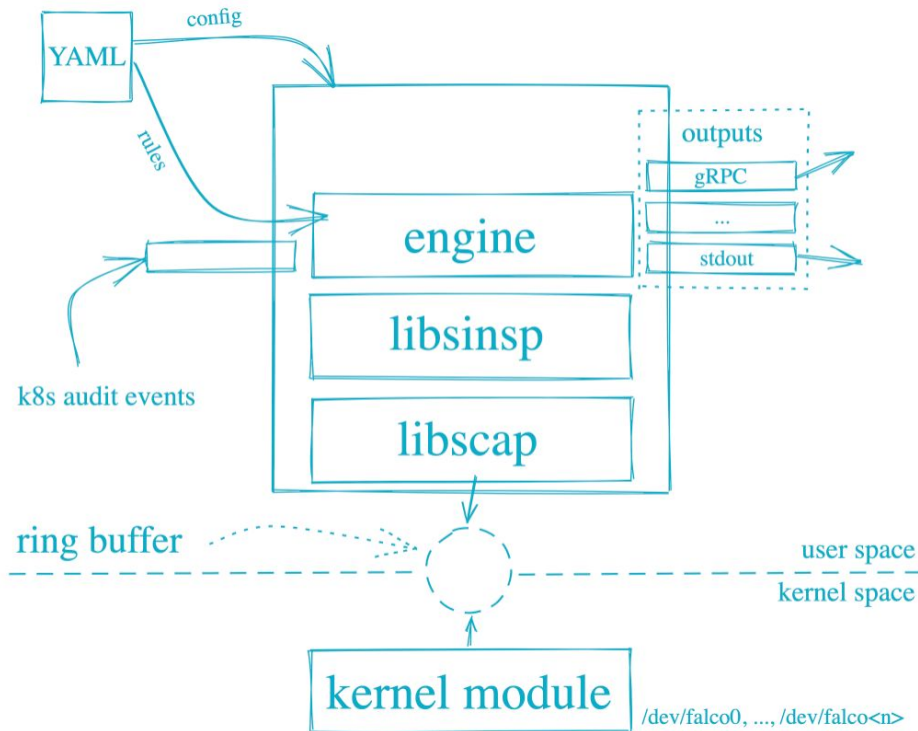 config
YAML
rules
outputs
gRPC
...
stdout
engine
libsinsp
libscap
k8s audit events
ring buffer
user space
kernel space
kernel module
/dev/falco0, ..., /dev/falco<n>